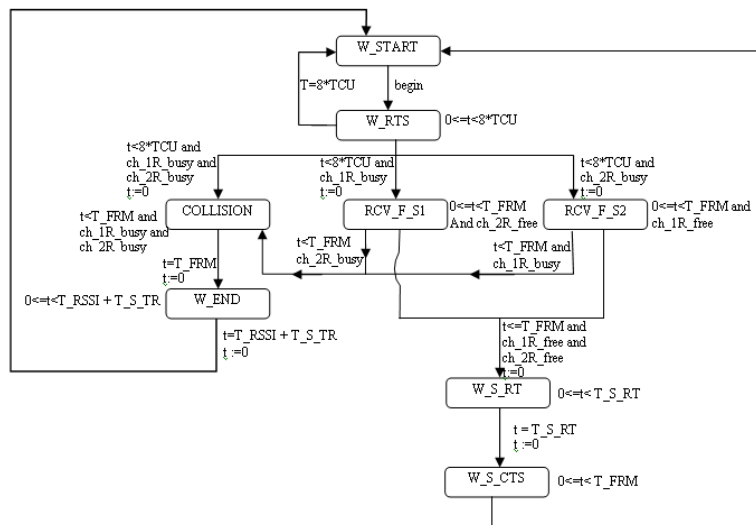 W_START
T=8*TCU
begin
W_RTS
0<=t<8*TCU
t<8*TCU and
ch_1R_busy and
ch_2R_busy
t:=0
t<8*TCU and
ch_1R_busy
t:=0
t<8*TCU and
ch_2R_busy
t:=0
COLLISION
t<T_FRM and
ch_1R_busy and
ch_2R_busy
RCV_F_S1
0<=t<T_FRM
And ch_2R_free
RCV_F_S2
0<=t<T_FRM and
ch_1R_free
t<T_FRM
ch_2R_busy
t<T_FRM and
ch_1R_busy
t=T_FRM
t:=0
W_END
0<=t<T_RSSI + T_S_TR
t=T_RSSI + T_S_TR
t :=0
t<=T_FRM and
ch_1R_free and
ch_2R_free
t:=0
W_S_RT
0<=t< T_S_RT
t = T_S_RT
t :=0
W_S_CTS
0<=t< T_FRM